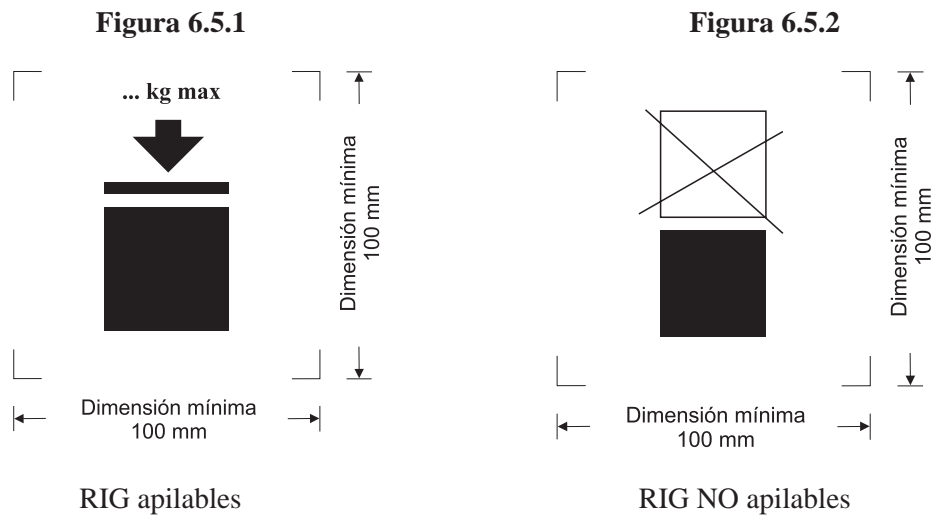 Figura 6.5.1
... kg max
Dimensión mínima
100 mm
Dimensión mínima
100 mm
RIG apilables
Figura 6.5.2
Dimensión mínima
100 mm
Dimensión mínima
100 mm
RIG NO apilables